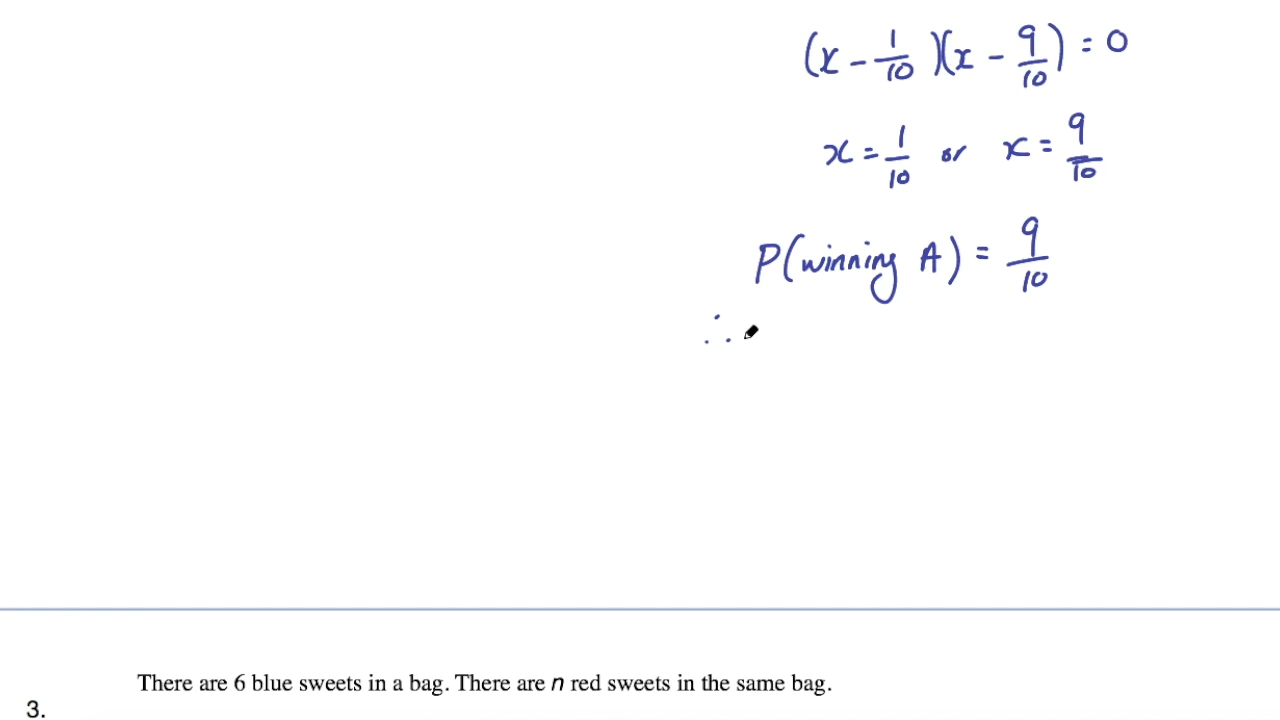 (x - 1/10)(x - 9/10) = 0
x = 1/10 or x = 9/10
P(winning A) = 9/10
∴
There are 6 blue sweets in a bag. There are n red sweets in the same bag.
3.